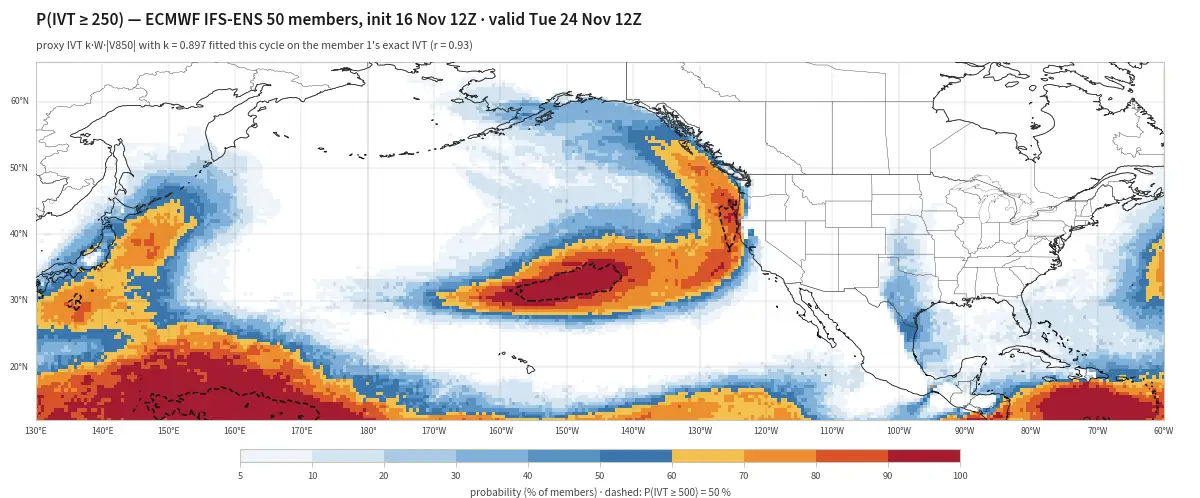 P(IVT ≥ 250) — ECMWF IFS-ENS 50 members, init 16 Nov 12Z · valid Tue 24 Nov 12Z
proxy IVT k·W·|V850| with k = 0.897 fitted this cycle on the member 1's exact IVT (r = 0.93)
60°N
50°N
40°N
30°N
20°N
130°E 140°E 150°E 160°E 170°E 180° 170°W 160°W 150°W 140°W 130°W 120°W 110°W 100°W 90°W 80°W 70°W 60°W
5 10 20 30 40 50 60 70 80 90 100
probability (% of members) · dashed: P(IVT ≥ 500) = 50 %